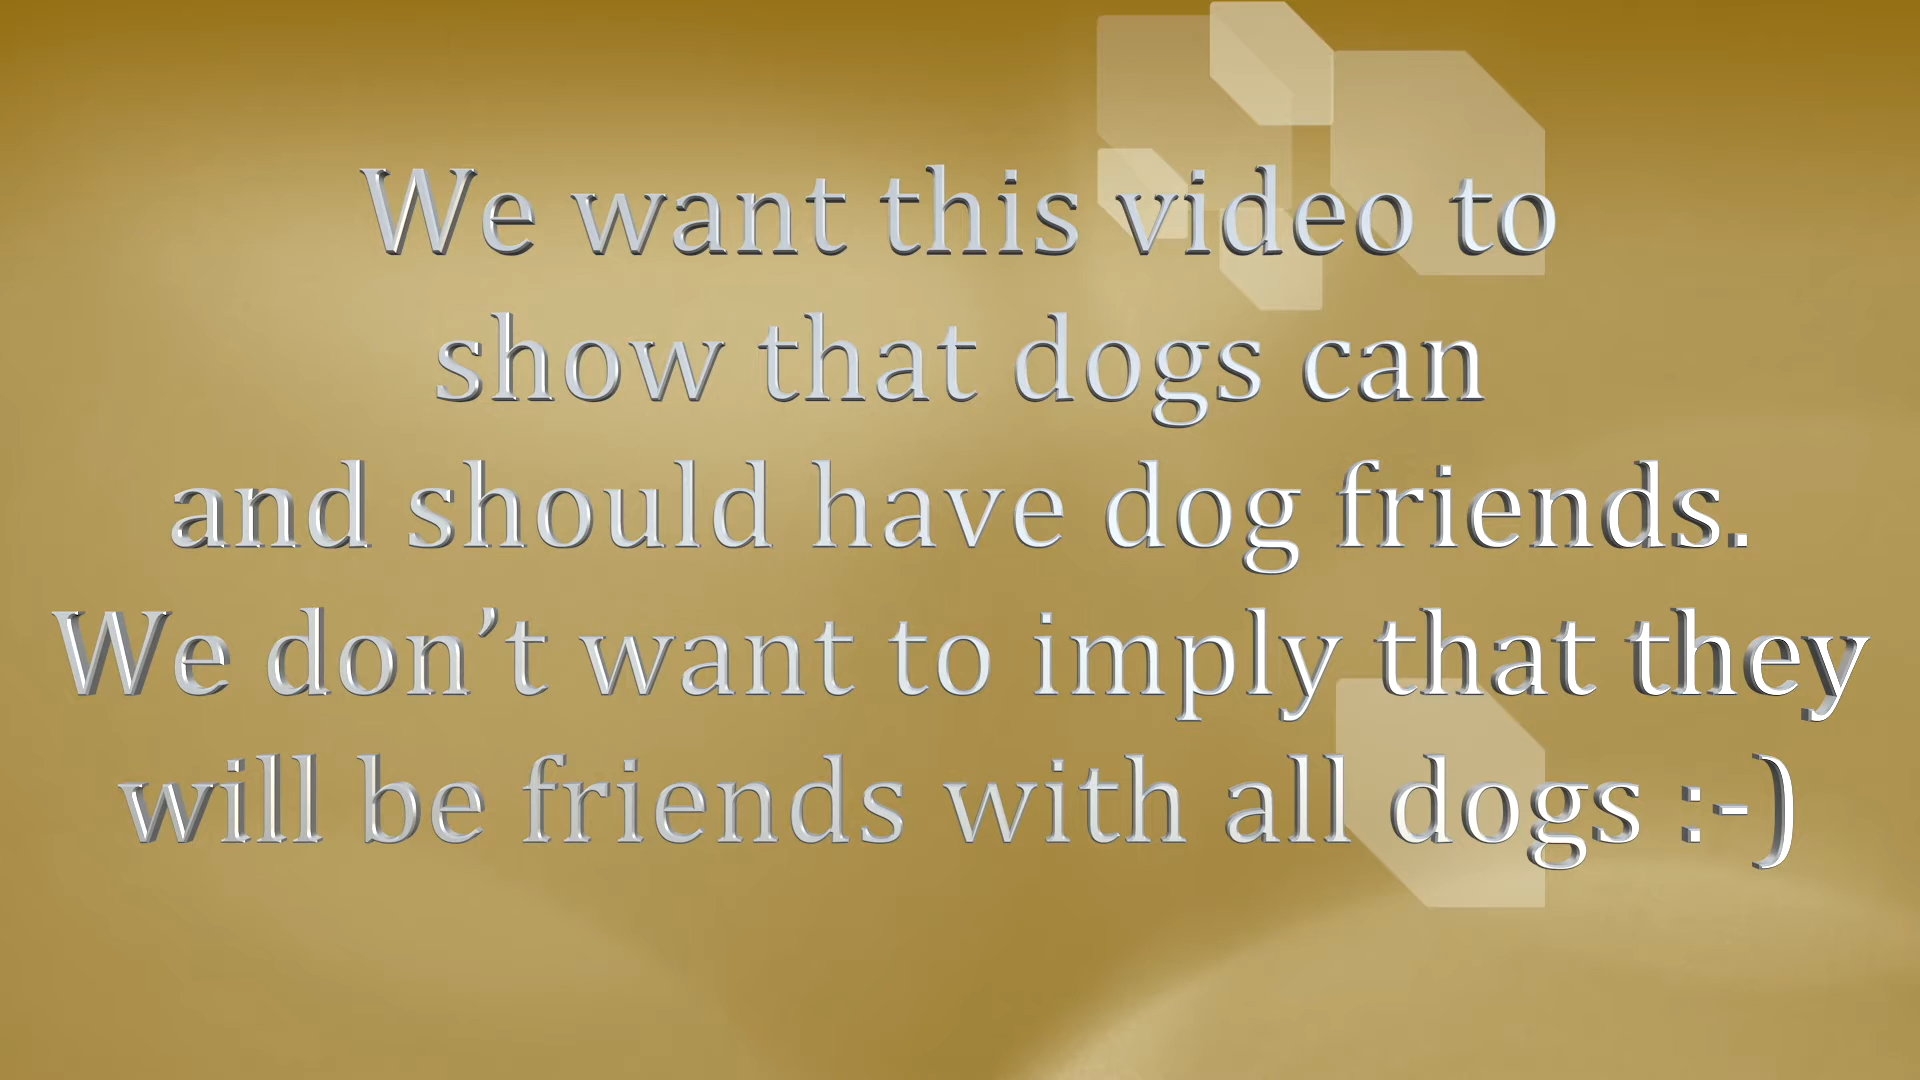 We want this video to
show that dogs can
and should have dog friends.
We don’t want to imply that they
will be friends with all dogs :-)